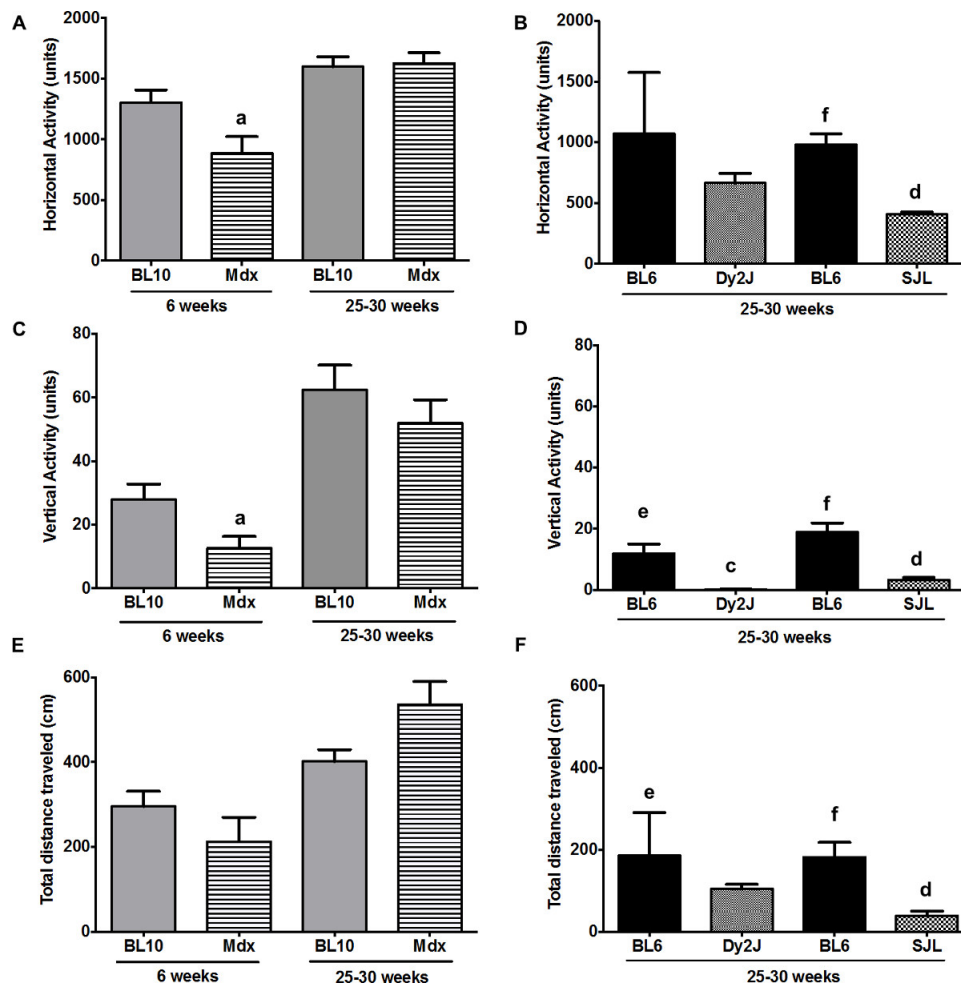 A
Horizontal Activity (units)
2000
1500
1000
500
0
a
BL10 Mdx BL10 Mdx
6 weeks 25-30 weeks
B
Horizontal Activity (units)
2000
1500
1000
500
0
f
d
BL6 Dy2J BL6 SJL
25-30 weeks
C
Vertical Activity (units)
80
60
40
20
0
a
BL10 Mdx BL10 Mdx
6 weeks 25-30 weeks
D
Vertical Activity (units)
80
60
40
20
0
e
c
f
d
BL6 Dy2J BL6 SJL
25-30 weeks
E
Total distance traveled (cm)
600
400
200
0
BL10 Mdx BL10 Mdx
6 weeks 25-30 weeks
F
Total distance traveled (cm)
600
400
200
0
e
f
d
BL6 Dy2J BL6 SJL
25-30 weeks